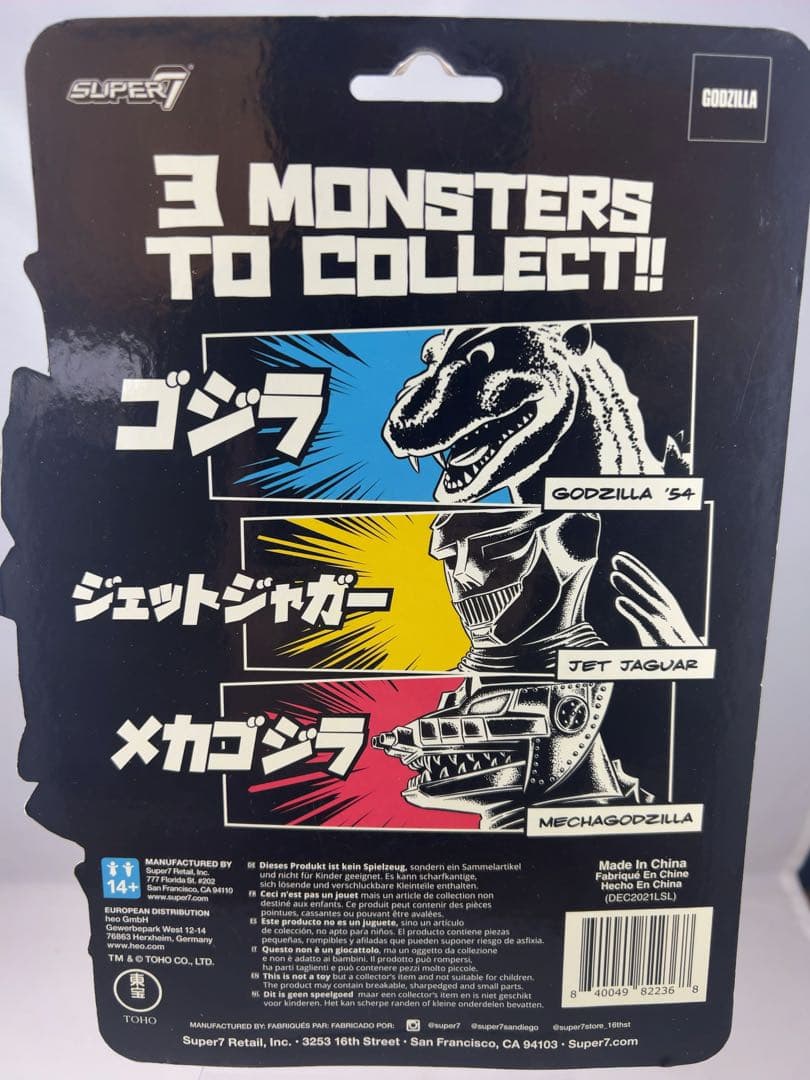 SUPER7
GODZILLA
3 MONSTERS
TO COLLECT!!
ゴジラ
GODZILLA '54
ジェットジャガー
JET JAGUAR
メカゴジラ
MECHAGODZILLA
14+
MANUFACTURED BY
Super7 Retail, Inc.
777 Florida St. #202
San Francisco, CA 94110
www.super7.com
EUROPEAN DISTRIBUTION
heo GmbH
Gewerbepark West 12-14
76863 Herxheim, Germany
www.heo.com
TM & © TOHO CO., LTD.
東宝
TOHO
DE Dieses Produkt ist kein Spielzeug, sondern ein Sammelartikel
und nicht für Kinder geeignet. Es kann scharfkantige,
sich lösende und verschluckbare Kleinteile enthalten.
FR Ceci n'est pas un jouet mais un article de collection non
destiné aux enfants. Ce produit peut contenir des pièces
pointues, cassantes ou pouvant être avalées.
ES Este producto no es un juguete, sino un artículo
de colección, no apto para niños. El producto contiene piezas
pequeñas, rompibles y afiladas que pueden suponer riesgo de asfixia.
IT Questo non è un giocattolo, ma un oggetto da collezione
e non è adatto ai bambini. Il prodotto può rompersi,
ha parti taglienti e può contenere pezzi molto piccole.
EN This is not a toy but a collector's item and not suitable for children.
The product may contain breakable, sharpedged and small parts.
NL Dit is geen speelgoed maar een collector's item en is niet geschikt
voor kinderen. Het kan scherpe randen of kleine onderdelen bevatten.
Made In China
Fabriqué En Chine
Hecho En China
(DEC2021LSL)
8 40049 82236 8
MANUFACTURED BY: FABRIQUÉS PAR: FABRICADO POR: @super7 @super7sandiego @super7store_16thst
Super7 Retail, Inc. • 3253 16th Street • San Francisco, CA 94103 • Super7.com